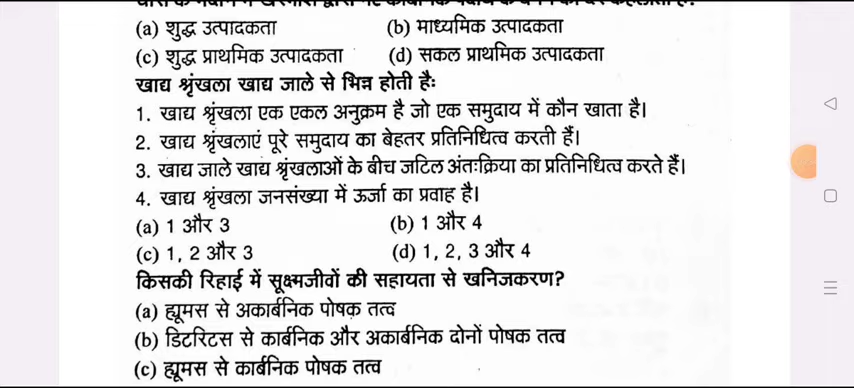 (a) शुद्ध उत्पादकता (b) माध्यमिक उत्पादकता
(c) शुद्ध प्राथमिक उत्पादकता (d) सकल प्राथमिक उत्पादकता
खाद्य श्रृंखला खाद्य जाले से भिन्न होती हैः
1. खाद्य श्रृंखला एक एकल अनुक्रम है जो एक समुदाय में कौन खाता है।
2. खाद्य श्रृंखलाएं पूरे समुदाय का बेहतर प्रतिनिधित्व करती हैं।
3. खाद्य जाले खाद्य श्रृंखलाओं के बीच जटिल अंतःक्रिया का प्रतिनिधित्व करते हैं।
4. खाद्य श्रृंखला जनसंख्या में ऊर्जा का प्रवाह है।
(a) 1 और 3 (b) 1 और 4
(c) 1, 2 और 3 (d) 1, 2, 3 और 4
किसकी रिहाई में सूक्ष्मजीवों की सहायता से खनिजकरण?
(a) ह्यूमस से अकार्बनिक पोषक तत्व
(b) डिटरिटस से कार्बनिक और अकार्बनिक दोनों पोषक तत्व
(c) ह्यूमस से कार्बनिक पोषक तत्व